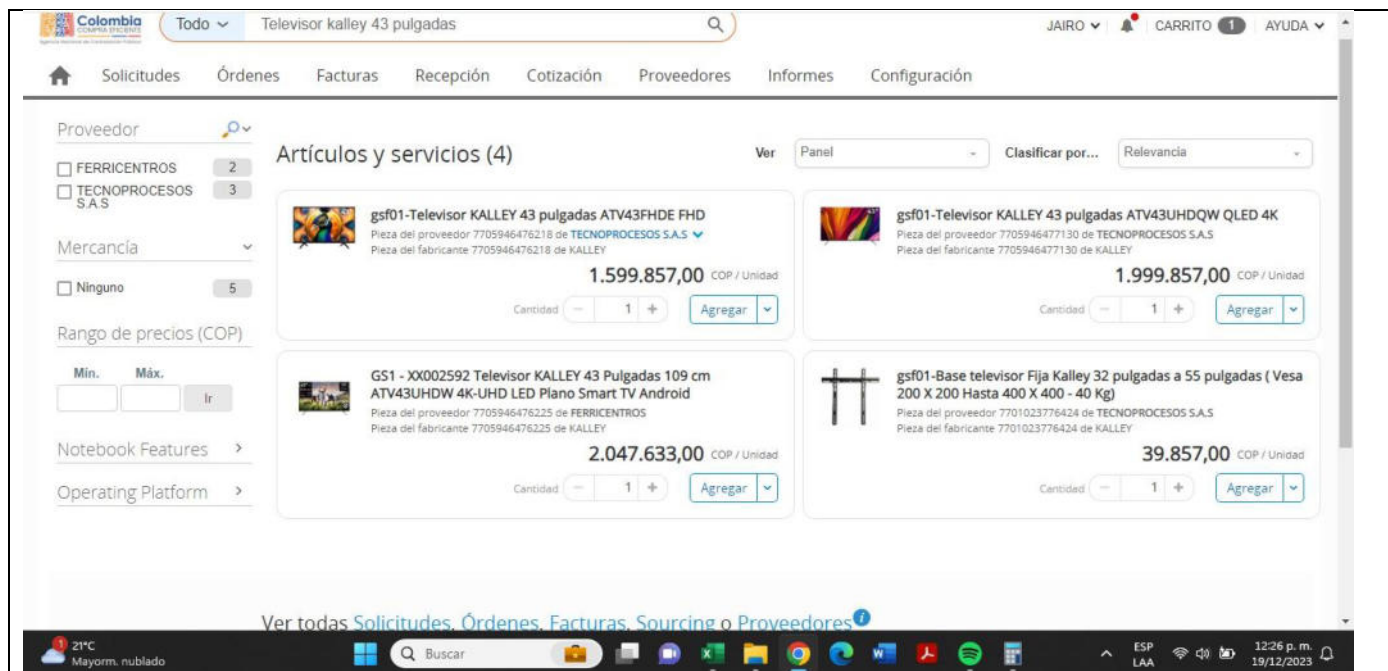 Colombia
COMPRA EFICIENTE
Todo
Televisor kalley 43 pulgadas
JAIRO
CARRITO 1
AYUDA
Solicitudes Órdenes Facturas Recepción Cotización Proveedores Informes Configuración
Proveedor
FERRICENTROS 2
TECNOPROCESOS S.A.S 3
Mercancía
Ninguno 5
Rango de precios (COP)
Mín. Máx.
Ir
Notebook Features
Operating Platform
Artículos y servicios (4)
Ver Panel Clasificar por... Relevancia
gsf01-Televisor KALLEY 43 pulgadas ATV43FHDE FHD
Pieza del proveedor 7705946476218 de TECNOPROCESOS S.A.S
Pieza del fabricante 7705946476218 de KALLEY
1.599.857,00 COP / Unidad
Cantidad 1 + Agregar
gsf01-Televisor KALLEY 43 pulgadas ATV43UHDQW QLED 4K
Pieza del proveedor 7705946477130 de TECNOPROCESOS S.A.S
Pieza del fabricante 7705946477130 de KALLEY
1.999.857,00 COP / Unidad
Cantidad − 1 + Agregar
GS1 - XX002592 Televisor KALLEY 43 Pulgadas 109 cm
ATV43UHDW 4K-UHD LED Plano Smart TV Android
Pieza del proveedor 7705946476225 de FERRICENTROS
Pieza del fabricante 7705946476225 de KALLEY
2.047.633,00 COP / Unidad
Cantidad − 1 + Agregar
gsf01-Base televisor Fija Kalley 32 pulgadas a 55 pulgadas ( Vesa
200 X 200 Hasta 400 X 400 - 40 Kg)
Pieza del proveedor 7701023776424 de TECNOPROCESOS S.A.S
Pieza del fabricante 7701023776424 de KALLEY
39.857,00 COP / Unidad
Cantidad − 1 + Agregar
Ver todas Solicitudes, Órdenes, Facturas, Sourcing o Proveedores
1
21°C
Mayorm. nublado
Buscar
ESP
LAA
12:26 p. m.
19/12/2023